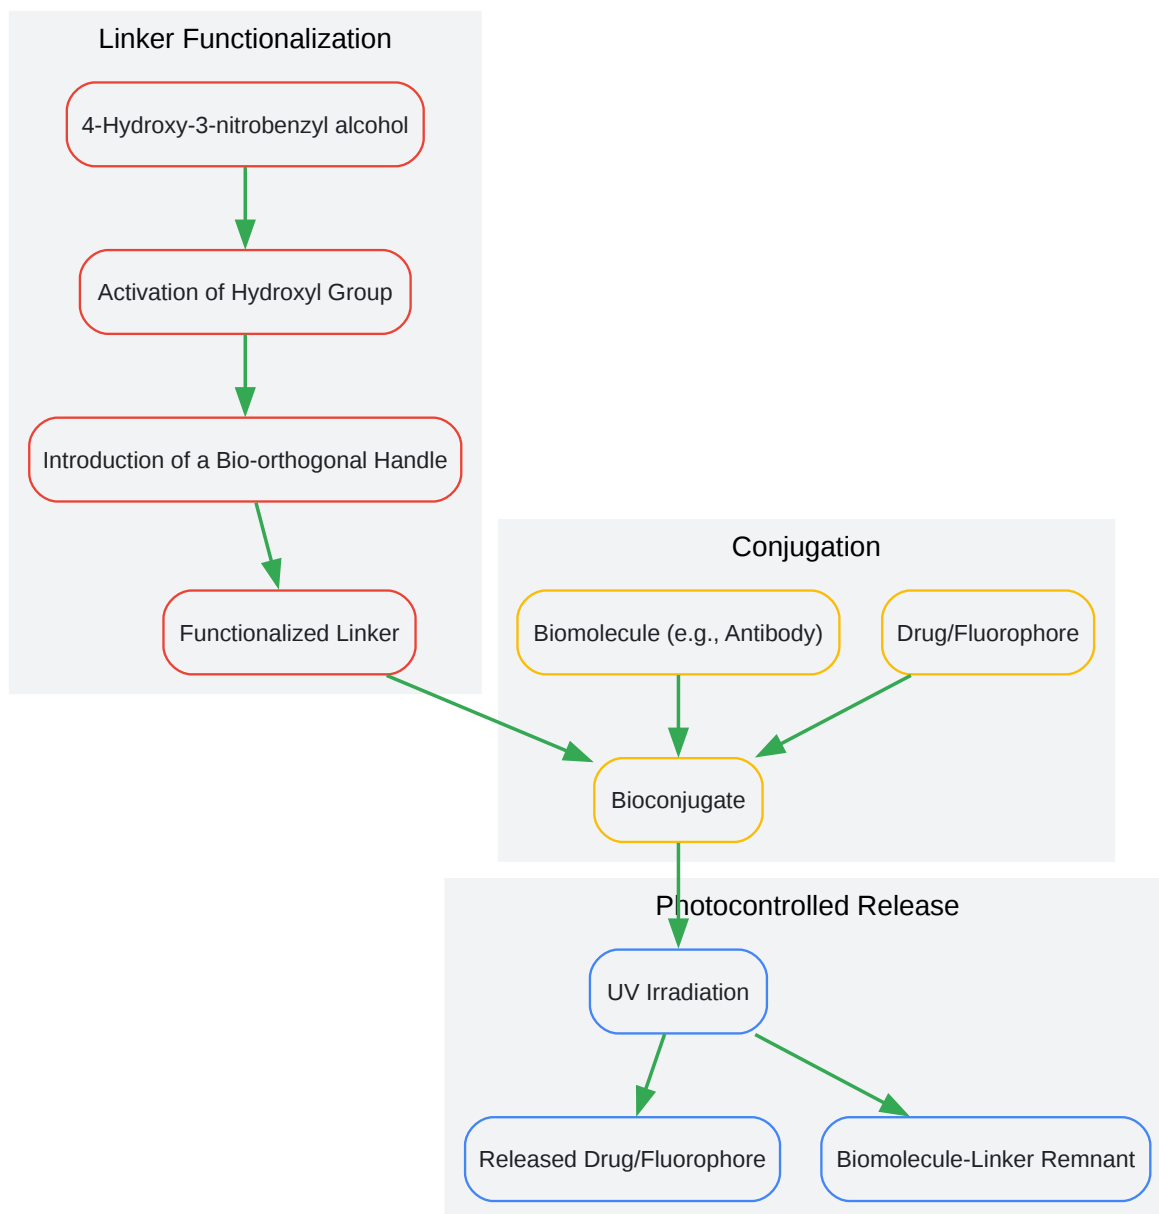 Linker Functionalization
4-Hydroxy-3-nitrobenzyl alcohol
Activation of Hydroxyl Group
Introduction of a Bio-orthogonal Handle
Functionalized Linker
Conjugation
Biomolecule (e.g., Antibody)
Drug/Fluorophore
Bioconjugate
Photocontrolled Release
UV Irradiation
Released Drug/Fluorophore
Biomolecule-Linker Remnant